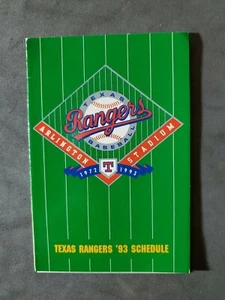 TEXAS
Rangers
BASEBALL
ARLINGTON STADIUM
1972 T 1993
TEXAS RANGERS '93 SCHEDULE